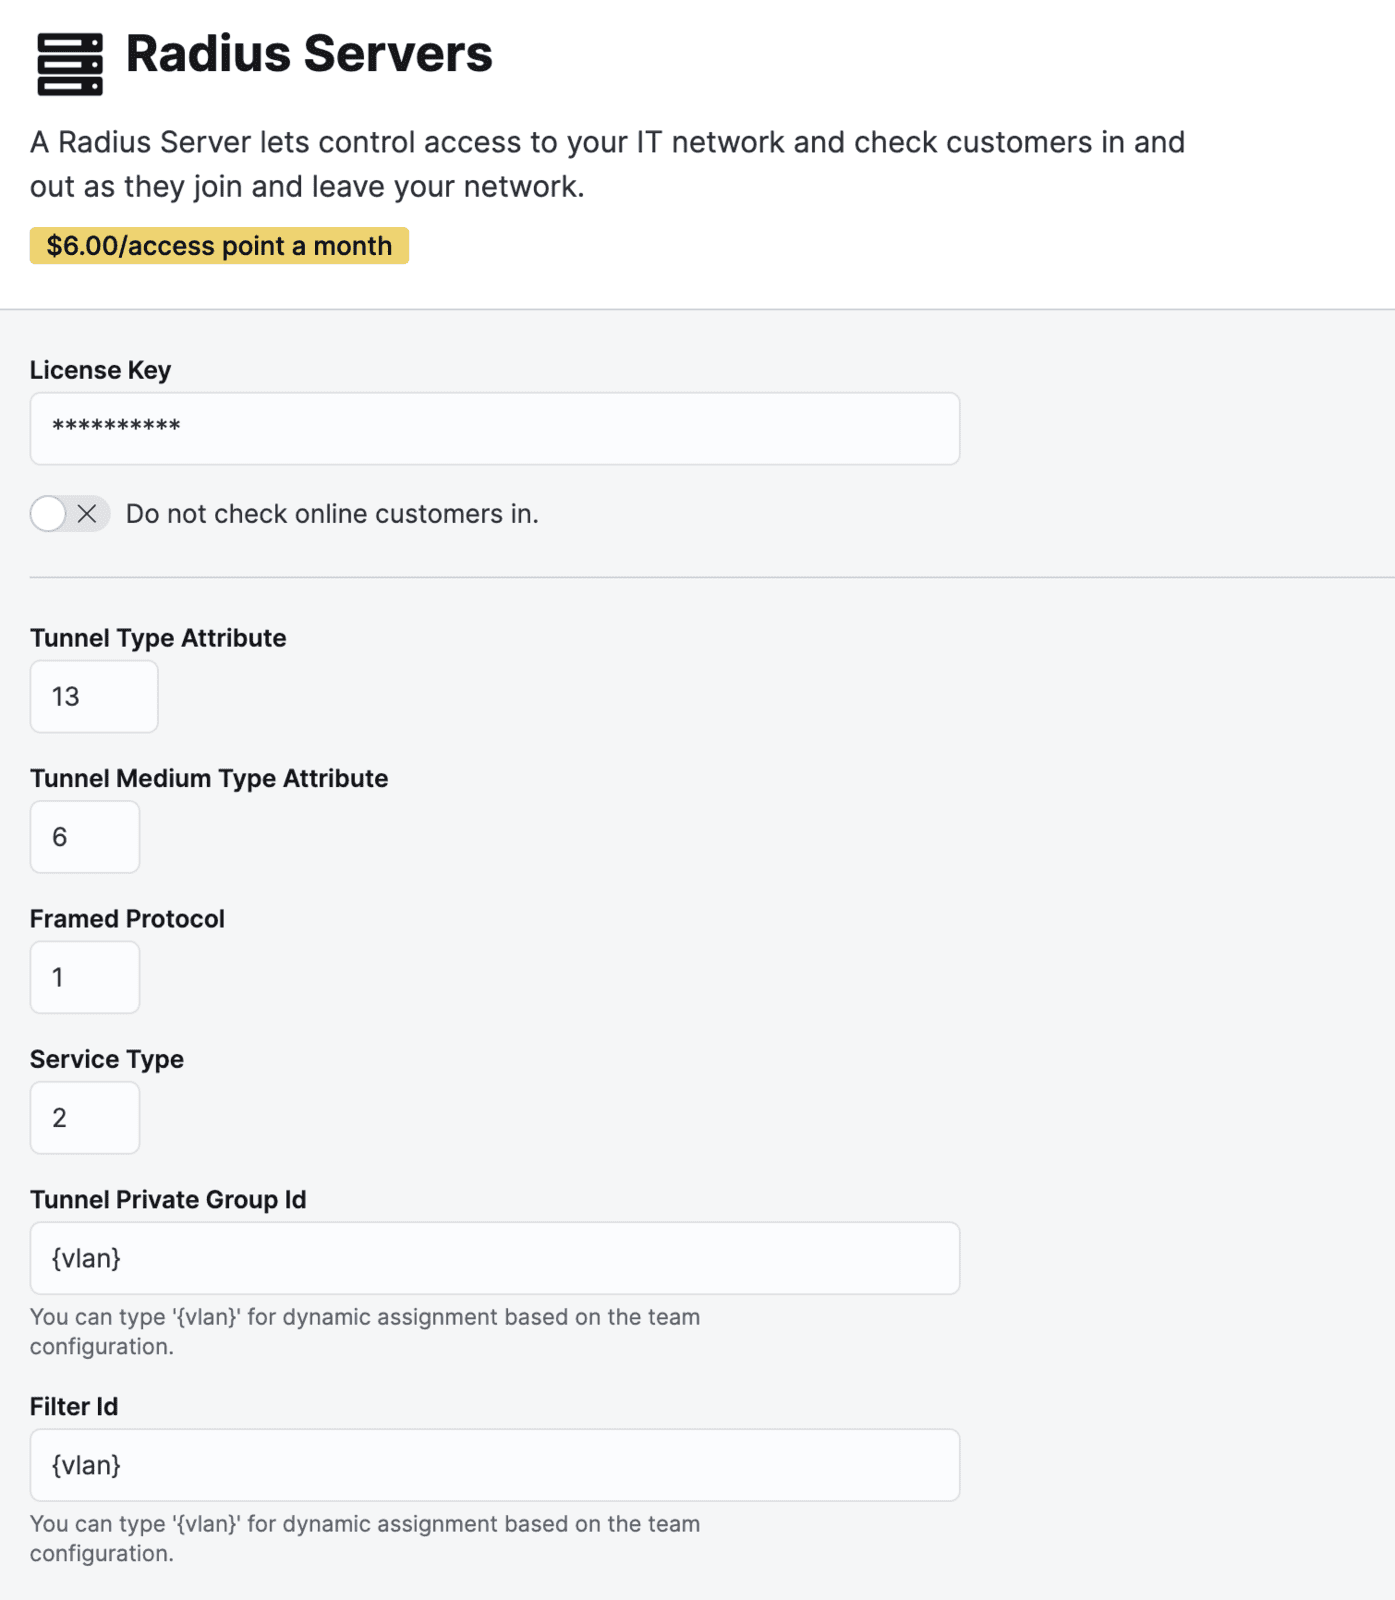 Radius Servers
A Radius Server lets control access to your IT network and check customers in and
out as they join and leave your network.
$6.00/access point a month
License Key
**********
Do not check online customers in.
Tunnel Type Attribute
13
Tunnel Medium Type Attribute
6
Framed Protocol
1
Service Type
2
Tunnel Private Group Id
{vlan}
You can type '{vlan}' for dynamic assignment based on the team
configuration.
Filter Id
{vlan}
You can type '{vlan}' for dynamic assignment based on the team
configuration.